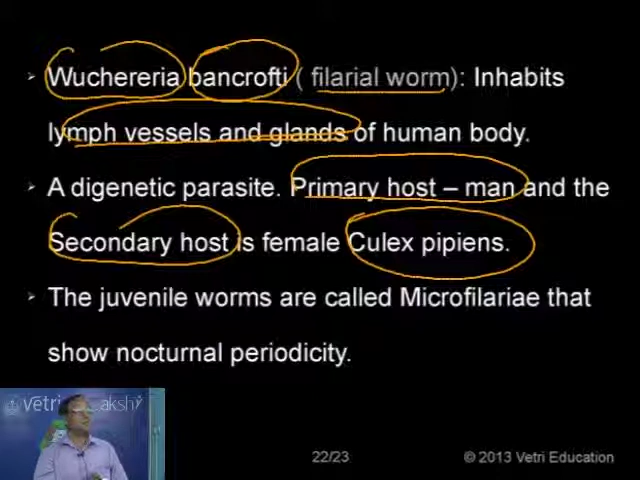 ➢ Wuchereria bancrofti ( filarial worm): Inhabits
lymph vessels and glands of human body.
➢ A digenetic parasite. Primary host – man and the
Secondary host is female Culex pipiens.
➢ The juvenile worms are called Microfilariae that
show nocturnal periodicity.
Vetri akshi
22/23
© 2013 Vetri Education